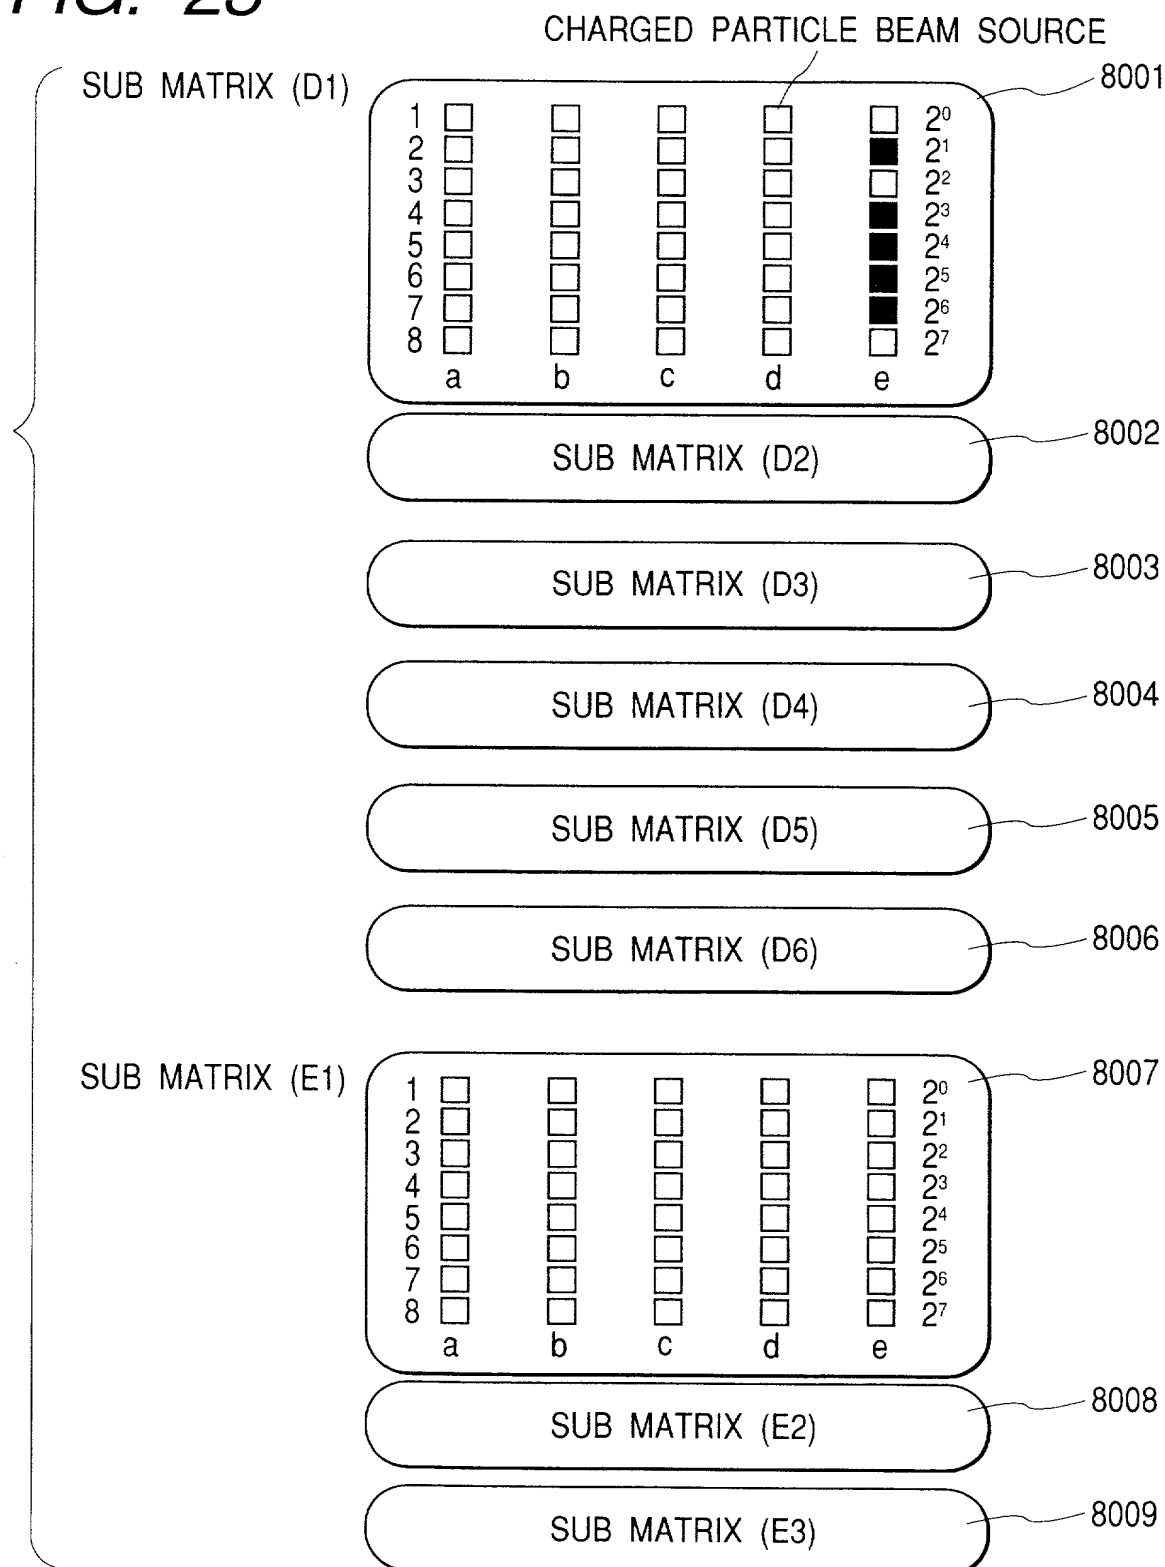 FIG. 23
CHARGED PARTICLE BEAM SOURCE
SUB MATRIX (D1)
8001
1 2⁰
2 2¹
3 2²
4 2³
5 2⁴
6 2⁵
7 2⁶
8 2⁷
a b c d e
SUB MATRIX (D2)
8002
SUB MATRIX (D3)
8003
SUB MATRIX (D4)
8004
SUB MATRIX (D5)
8005
SUB MATRIX (D6)
8006
SUB MATRIX (E1)
8007
1 2⁰
2 2¹
3 2²
4 2³
5 2⁴
6 2⁵
7 2⁶
8 2⁷
a b c d e
SUB MATRIX (E2)
8008
SUB MATRIX (E3)
8009